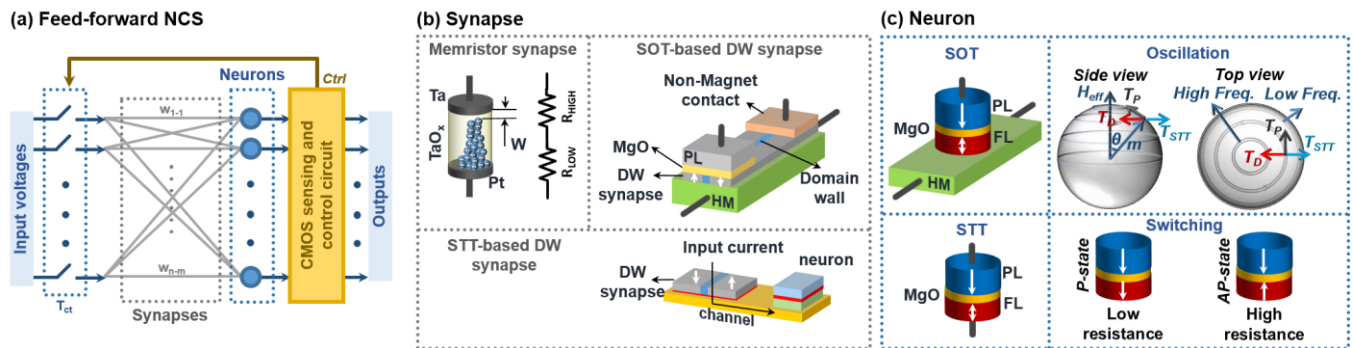 (a) Feed-forward NCS
Ctrl
Neurons
Input voltages
w1-1
wn-m
Tct
Synapses
CMOS sensing and
control circuit
Outputs
(b) Synapse
Memristor synapse
Ta
TaOx
Pt
W
RHIGH
RLOW
SOT-based DW synapse
Non-Magnet
contact
MgO
PL
DW
synapse
HM
Domain
wall
STT-based DW
synapse
Input current
neuron
DW
synapse
channel
(c) Neuron
SOT
PL
MgO
FL
HM
Oscillation
Side view
Heff
TP
TD
TSTT
θ
m
Top view
High Freq.
Low Freq.
TP
TD
TSTT
STT
PL
MgO
FL
Switching
P-state
Low
resistance
AP-state
High
resistance